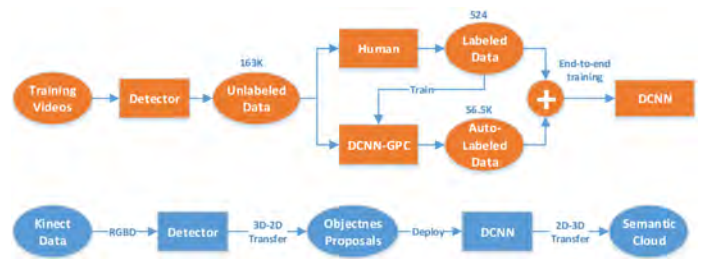 524
163K
Human
Labeled
Data
End-to-end
training
Training
Videos
Detector
Unlabeled
Data
Train
56.5K
DCNN
DCNN-GPC
Auto-
Labeled
Data
Kinect
Data
RGBD
Detector
3D-2D
Transfer
Objectnes
Proposals
Deploy
DCNN
2D-3D
Transfer
Semantic
Cloud